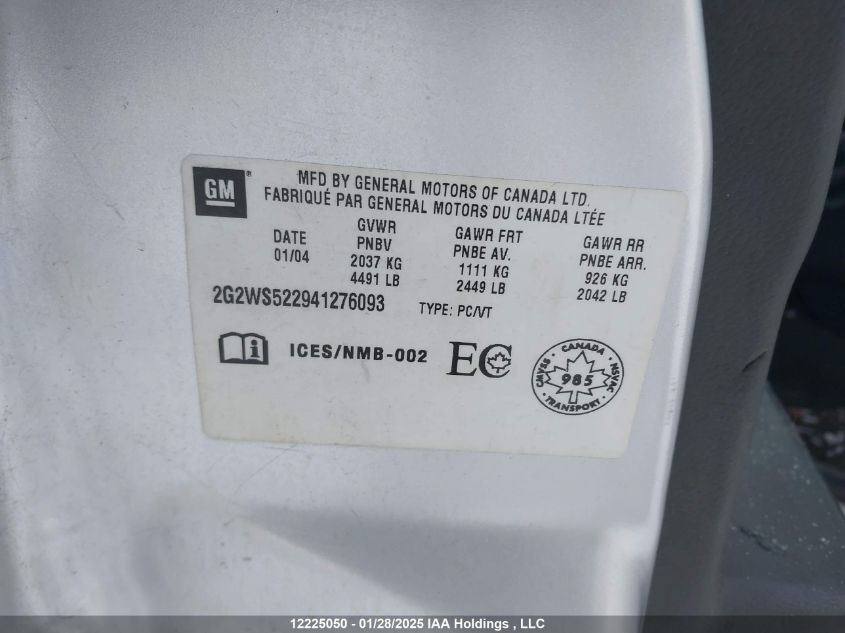 GM ®
MFD BY GENERAL MOTORS OF CANADA LTD.
FABRIQUÉ PAR GENERAL MOTORS DU CANADA LTÉE
DATE
01/04
GVWR
PNBV
2037 KG
4491 LB
GAWR FRT
PNBE AV.
1111 KG
2449 LB
GAWR RR
PNBE ARR.
926 KG
2042 LB
2G2WS522941276093 TYPE: PC/VT
i ICES/NMB-002 EC
CANADA
CMVSS 985 NSVAC
TRANSPORT
12225050 - 01/28/2025 IAA Holdings , LLC